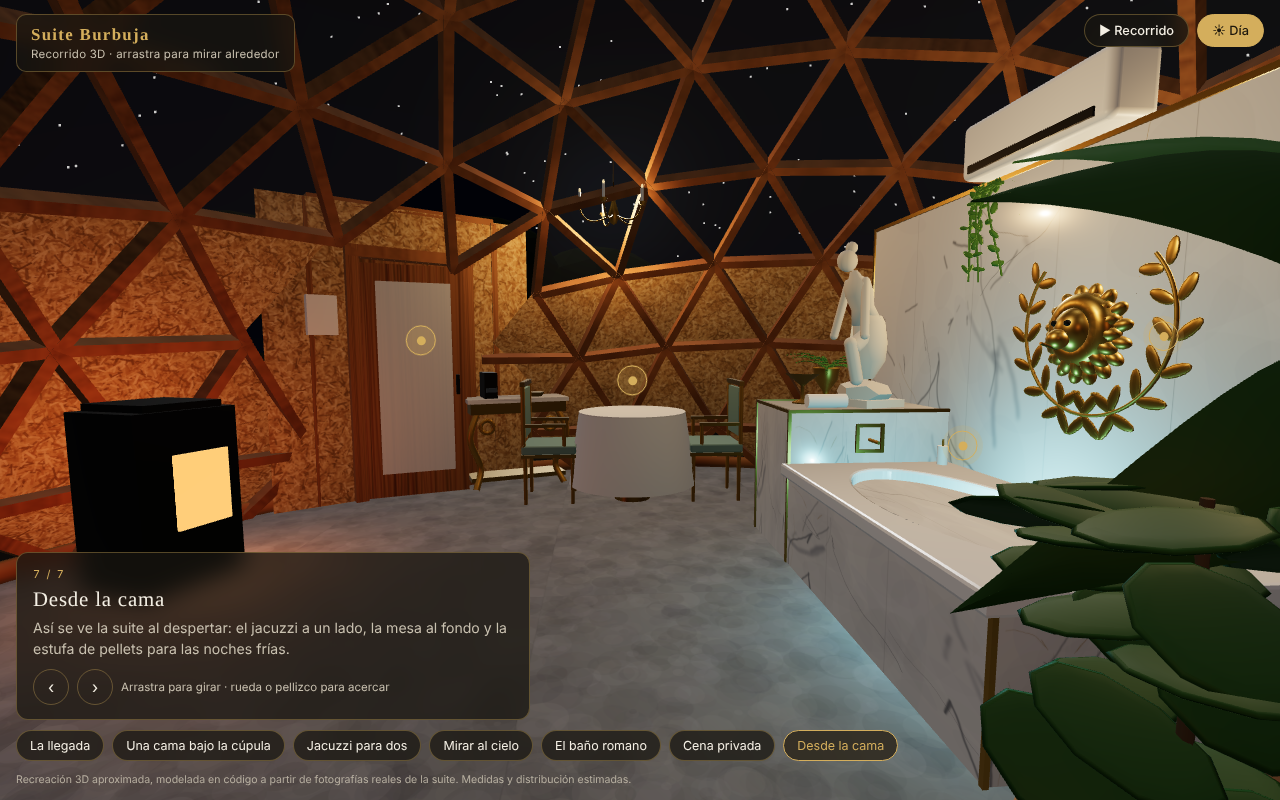 Suite Burbuja
Recorrido 3D · arrastra para mirar alrededor
▶ Recorrido
☀ Día
7 / 7
Desde la cama
Así se ve la suite al despertar: el jacuzzi a un lado, la mesa al fondo y la
estufa de pellets para las noches frías.
‹ › Arrastra para girar · rueda o pellizco para acercar
La llegada
Una cama bajo la cúpula
Jacuzzi para dos
Mirar al cielo
El baño romano
Cena privada
Desde la cama
Recreación 3D aproximada, modelada en código a partir de fotografías reales de la suite. Medidas y distribución estimadas.